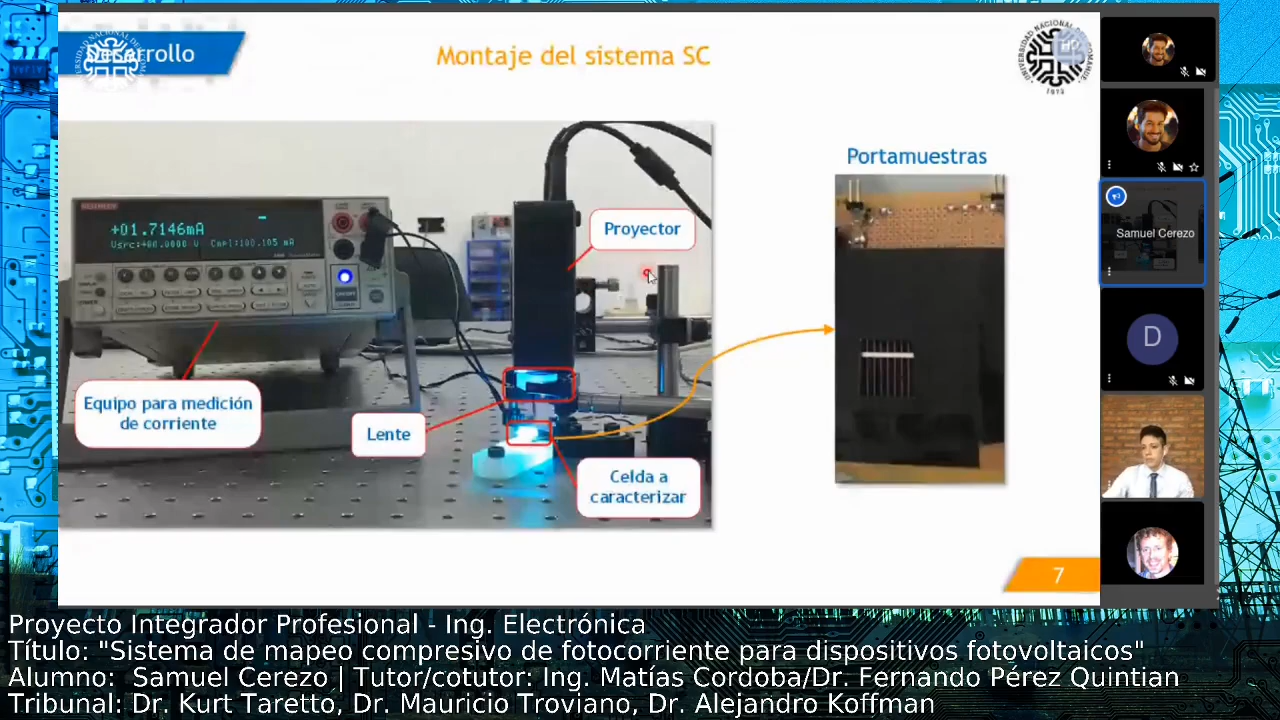 Desarrollo
Montaje del sistema SC
UNIVERSIDAD NACIONAL
1972
Portamuestras
+01.7146mA
Proyector
Equipo para medición
de corriente
Lente
Celda a
caracterizar
Samuel Cerezo
D
7
Proyecto Integrador Profesional - Ing. Electrónica
Título: "Sistema de mapeo compresivo de fotocorriente para dispositivos fotovoltaicos"
Alumno: Samuel Cerezo | Tutor/cotutor: Ing. Matías Cordoba/Dr. Fernando Pérez Quintian
Tribunal: Dr. Kurt Taretto, Dr. Mauricio Troviano, Dr. Alejandro Koffman